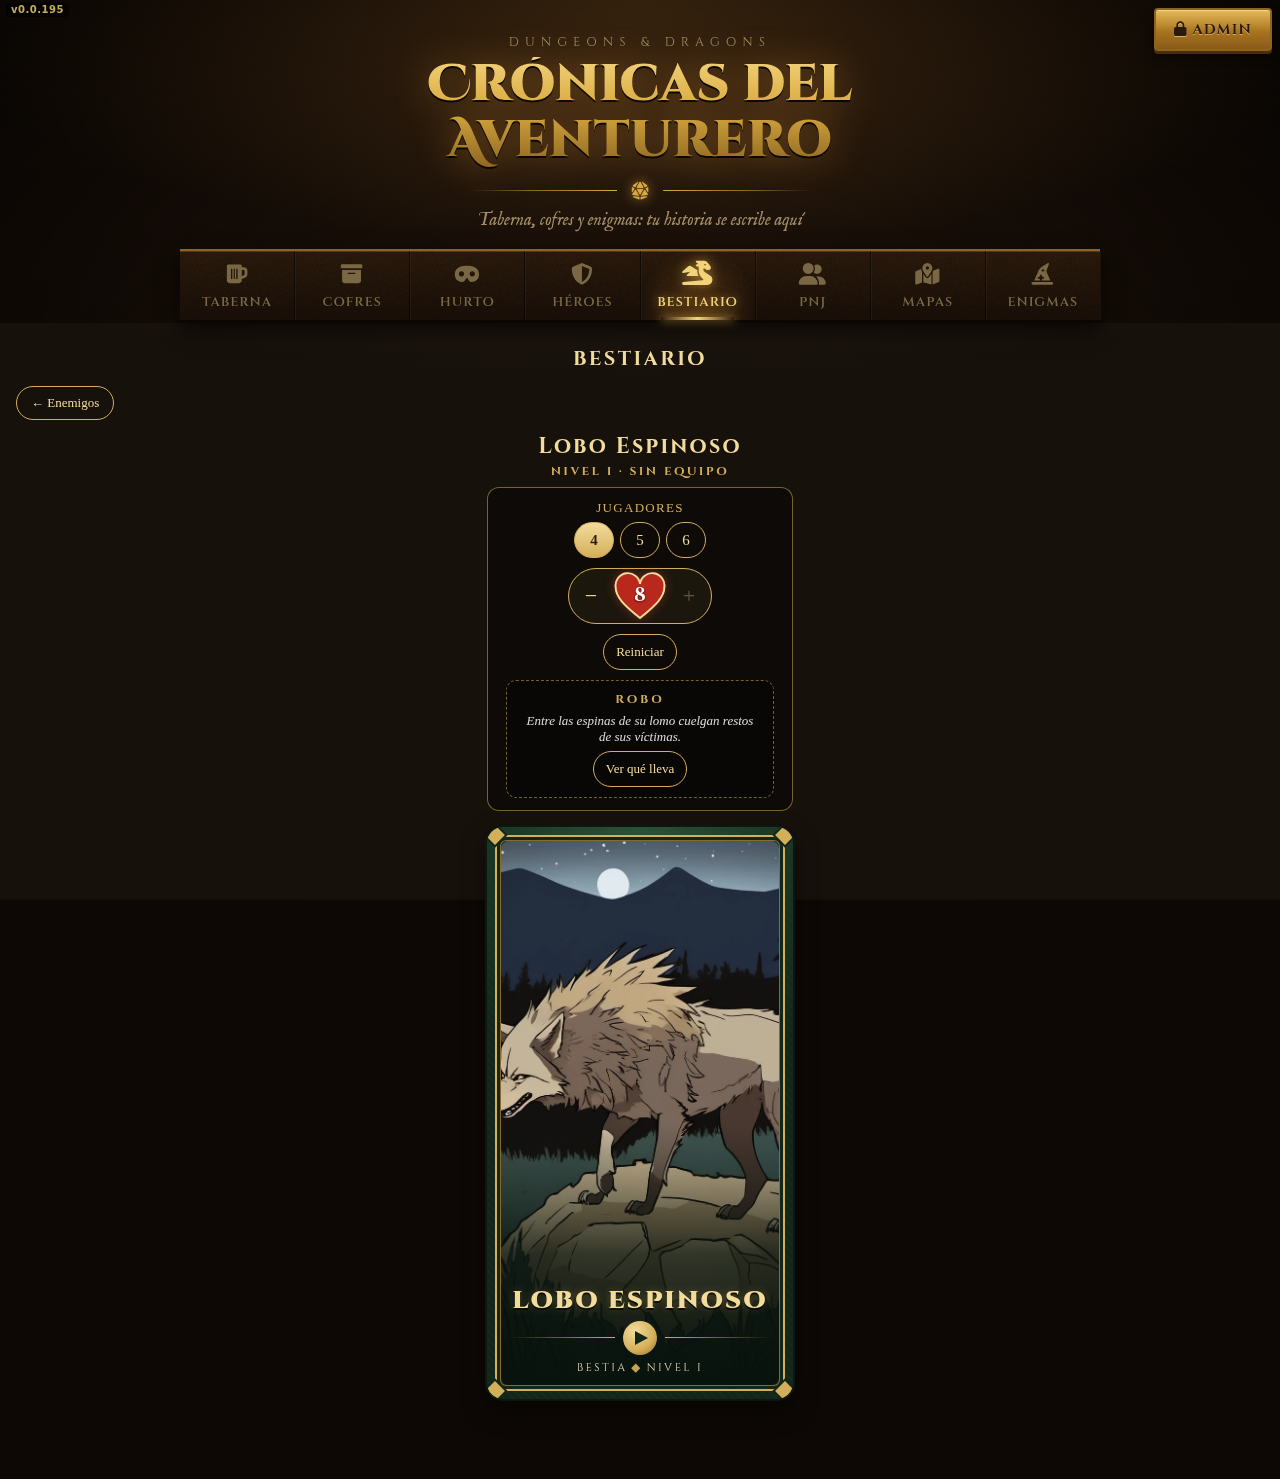 v0.0.195
ADMIN
DUNGEONS & DRAGONS
CRÓNICAS DEL
AVENTURERO
Taberna, cofres y enigmas: tu historia se escribe aquí
TABERNA
COFRES
HURTO
HÉROES
BESTIARIO
PNJ
MAPAS
ENIGMAS
BESTIARIO
← Enemigos
LOBO ESPINOSO
NIVEL I · SIN EQUIPO
JUGADORES
4 5 6
− 8 +
Reiniciar
ROBO
Entre las espinas de su lomo cuelgan restos
de sus víctimas.
Ver qué lleva
LOBO ESPINOSO
BESTIA ◆ NIVEL I